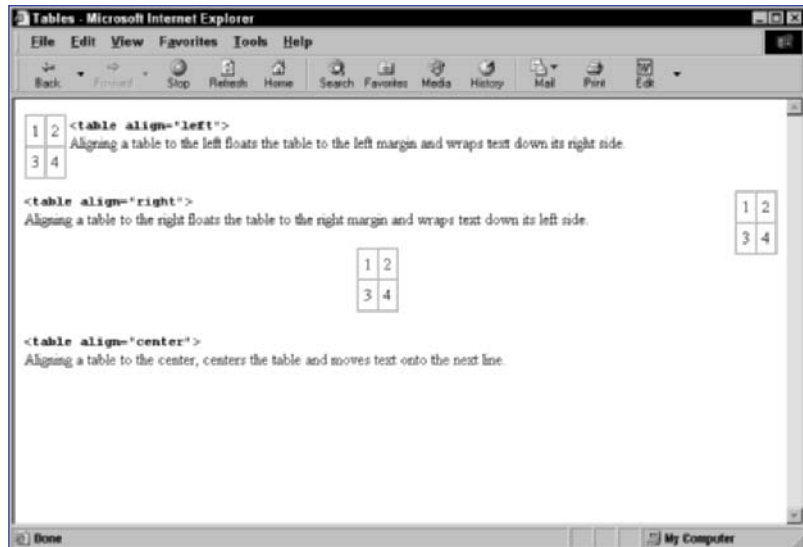 Tables - Microsoft Internet Explorer
File Edit View Favorites Tools Help
Back Forward Stop Refresh Home Search Favorites Media History Mail Print Edit
1 2 <table align="left">
Aligning a table to the left floats the table to the left margin and wraps text down its right side.
3 4
<table align="right">
1 2
Aligning a table to the right floats the table to the right margin and wraps text down its left side.
3 4
1 2
3 4
<table align="center">
Aligning a table to the center, centers the table and moves text onto the next line.
Done
My Computer